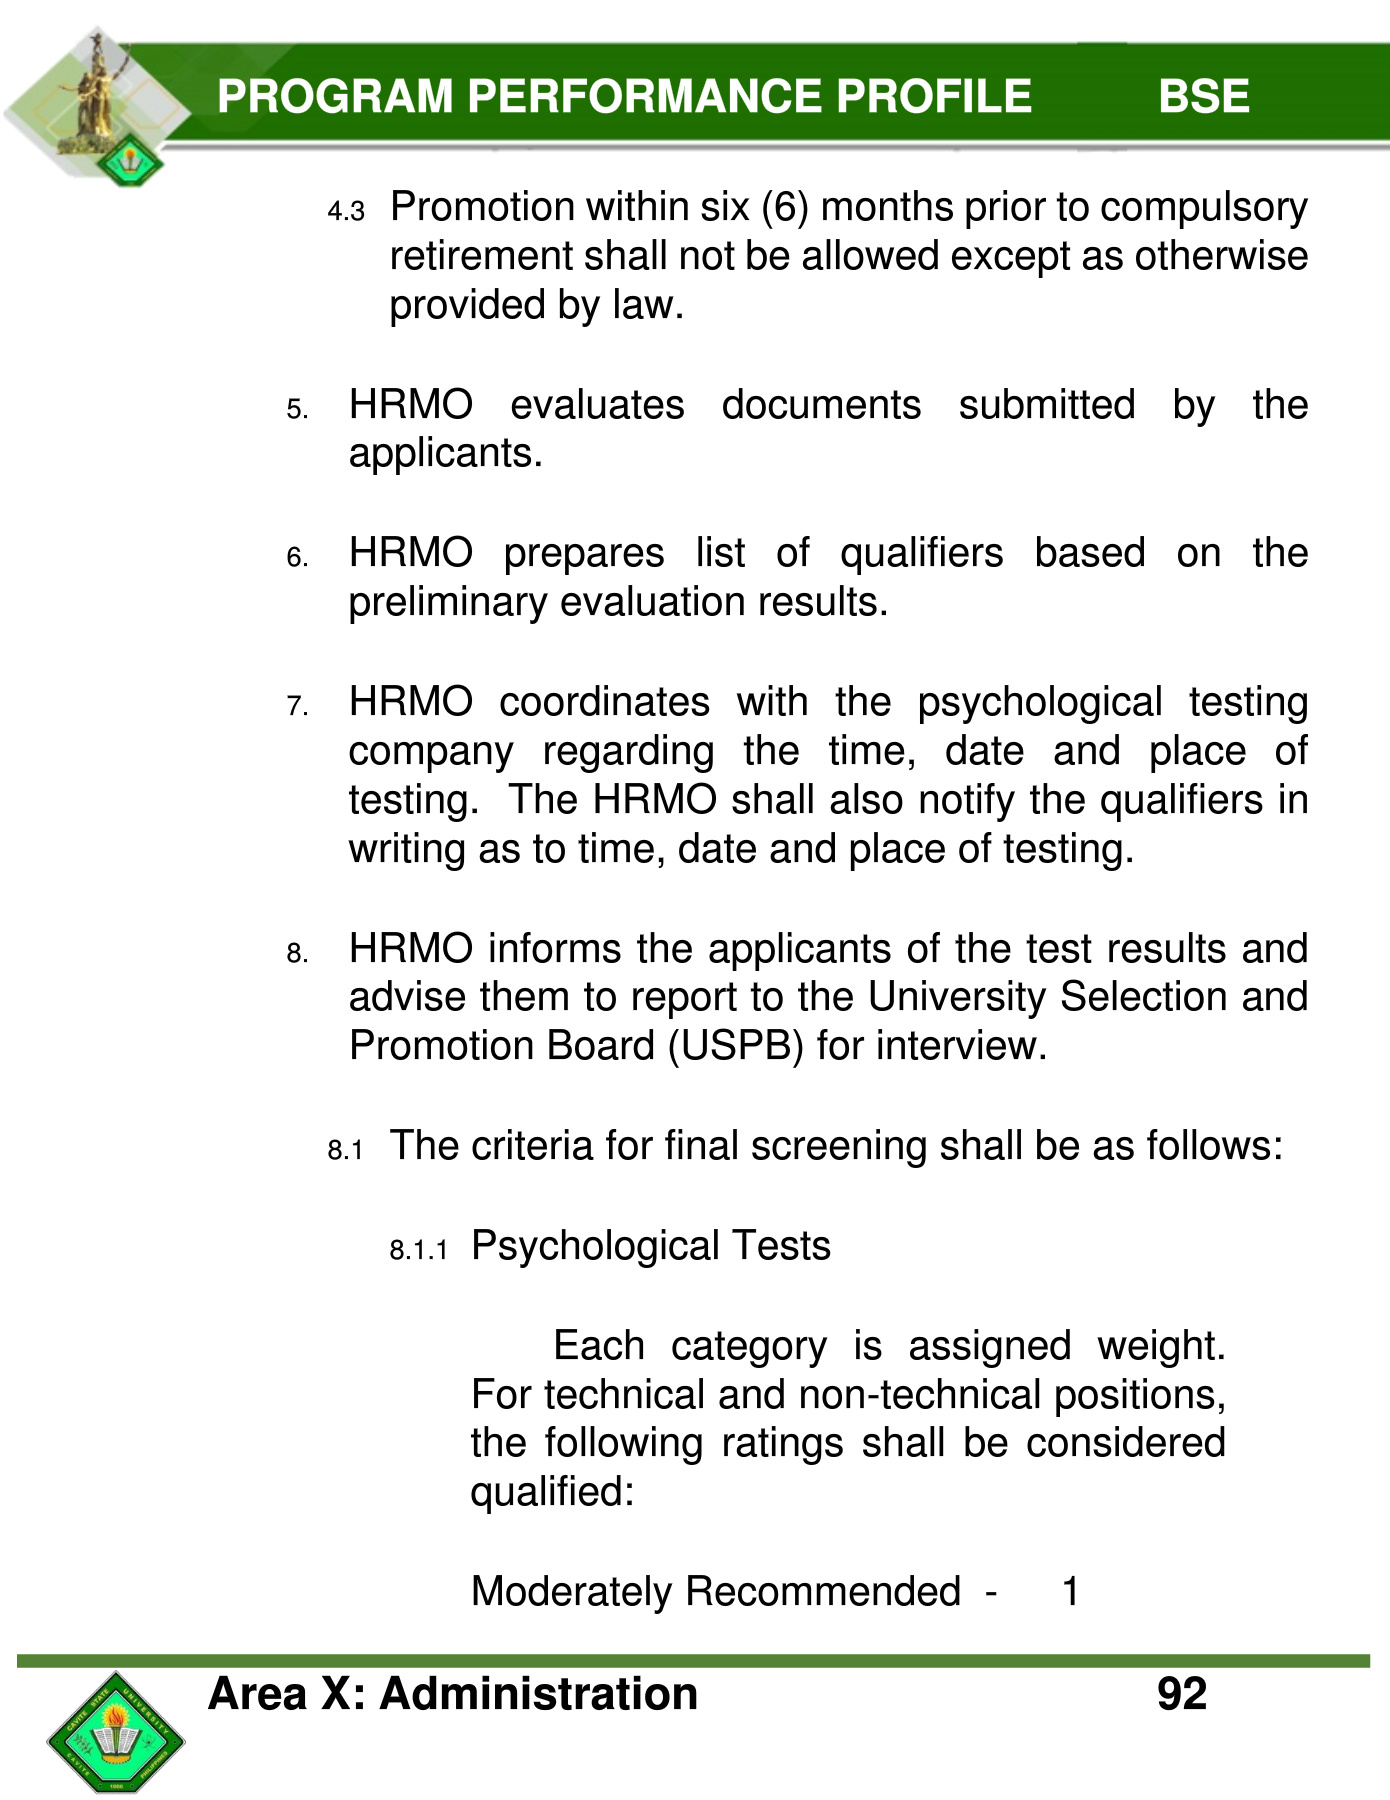 PROGRAM PERFORMANCE PROFILE BSE
4.3 Promotion within six (6) months prior to compulsory
retirement shall not be allowed except as otherwise
provided by law.
5. HRMO evaluates documents submitted by the
applicants.
6. HRMO prepares list of qualifiers based on the
preliminary evaluation results.
7. HRMO coordinates with the psychological testing
company regarding the time, date and place of
testing. The HRMO shall also notify the qualifiers in
writing as to time, date and place of testing.
8. HRMO informs the applicants of the test results and
advise them to report to the University Selection and
Promotion Board (USPB) for interview.
8.1 The criteria for final screening shall be as follows:
8.1.1 Psychological Tests
Each category is assigned weight.
For technical and non-technical positions,
the following ratings shall be considered
qualified:
Moderately Recommended - 1
Area X: Administration 92
CAVITE STATE UNIVERSITY
CAVITE PHILIPPINES
1906